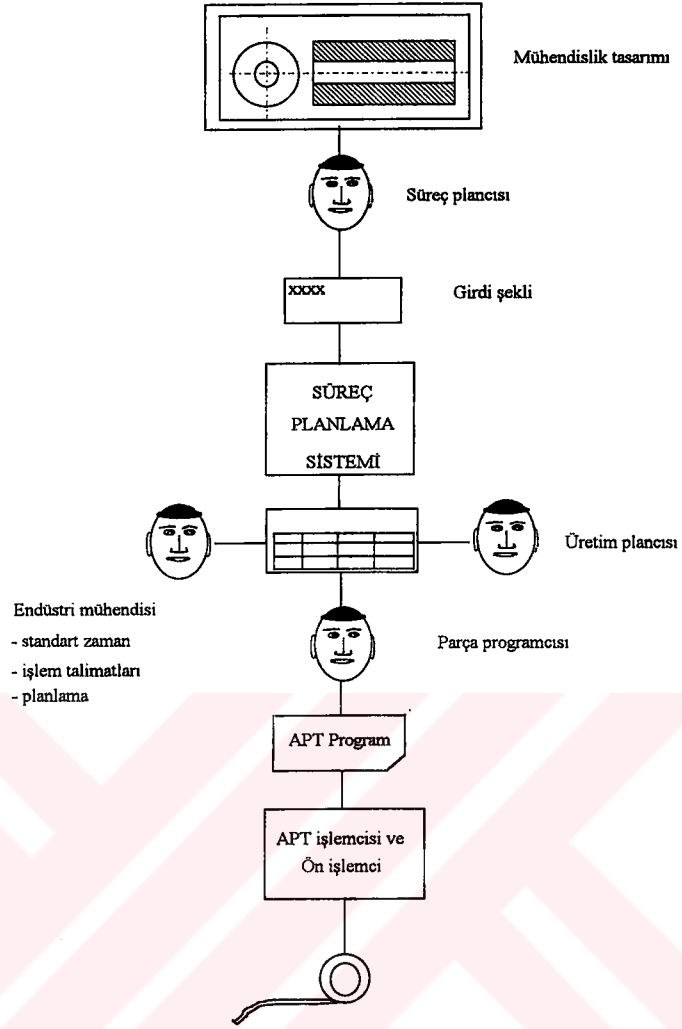 Mühendislik tasarımı
Süreç plancısı
xxxx
Girdi şekli
SÜREÇ
PLANLAMA
SİSTEMİ
Üretim plancısı
Endüstri mühendisi
- standart zaman
- işlem talimatları
- planlama
Parça programcısı
APT Program
APT işlemcisi ve
Ön işlemci